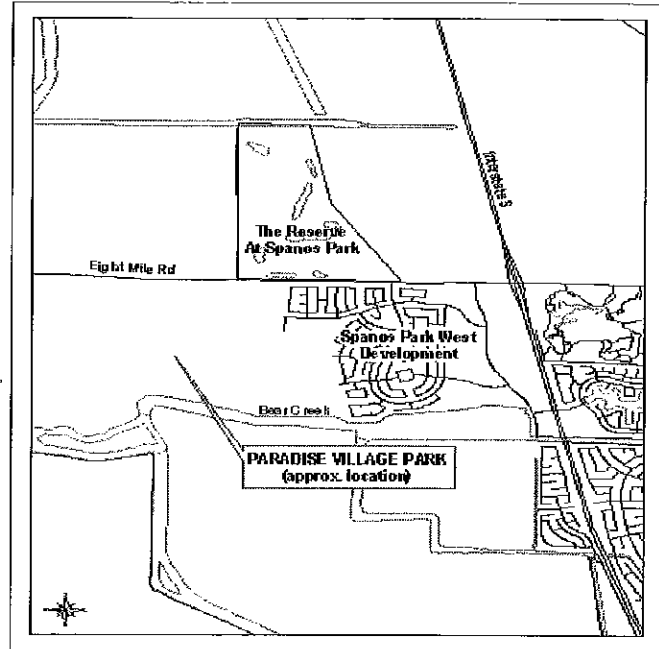 Interstate 5
The Reserve
At Spanos Park
Eight Mile Rd
Spanos Park West
Development
Bear Creek
PARADISE VILLAGE PARK
(approx. location)